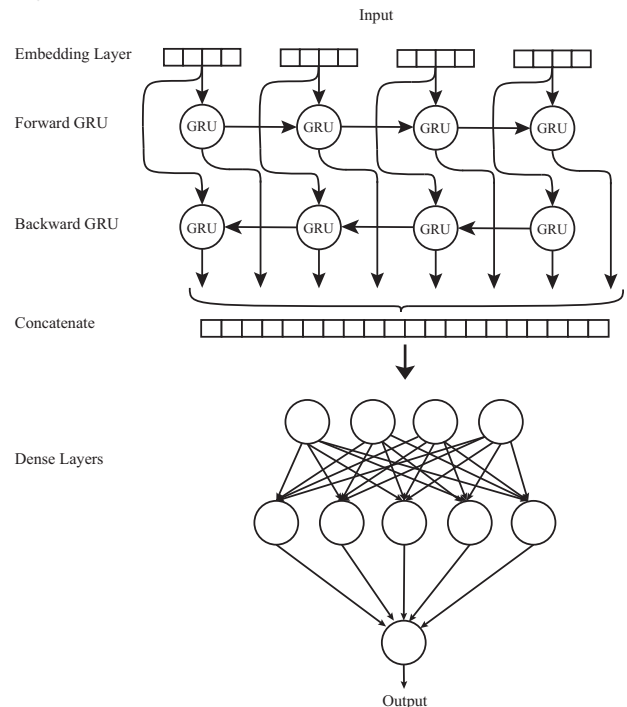 Input
Embedding Layer
Forward GRU
GRU GRU GRU GRU
Backward GRU
GRU GRU GRU GRU
Concatenate
Dense Layers
Output